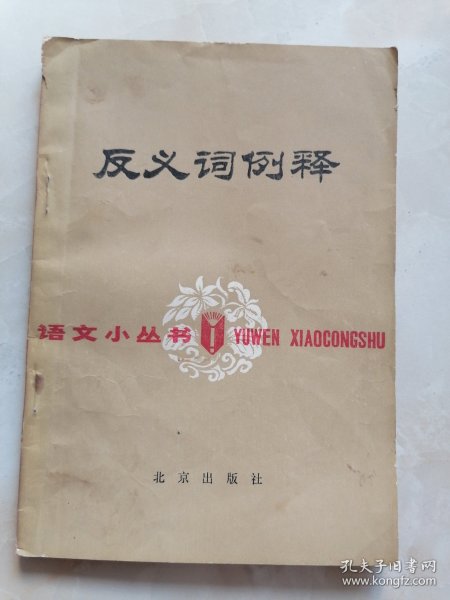 反义词例释
语文小丛书 YUWEN XIAOCONGSHU
北京出版社
孔夫子旧书网
www.kongfz.com